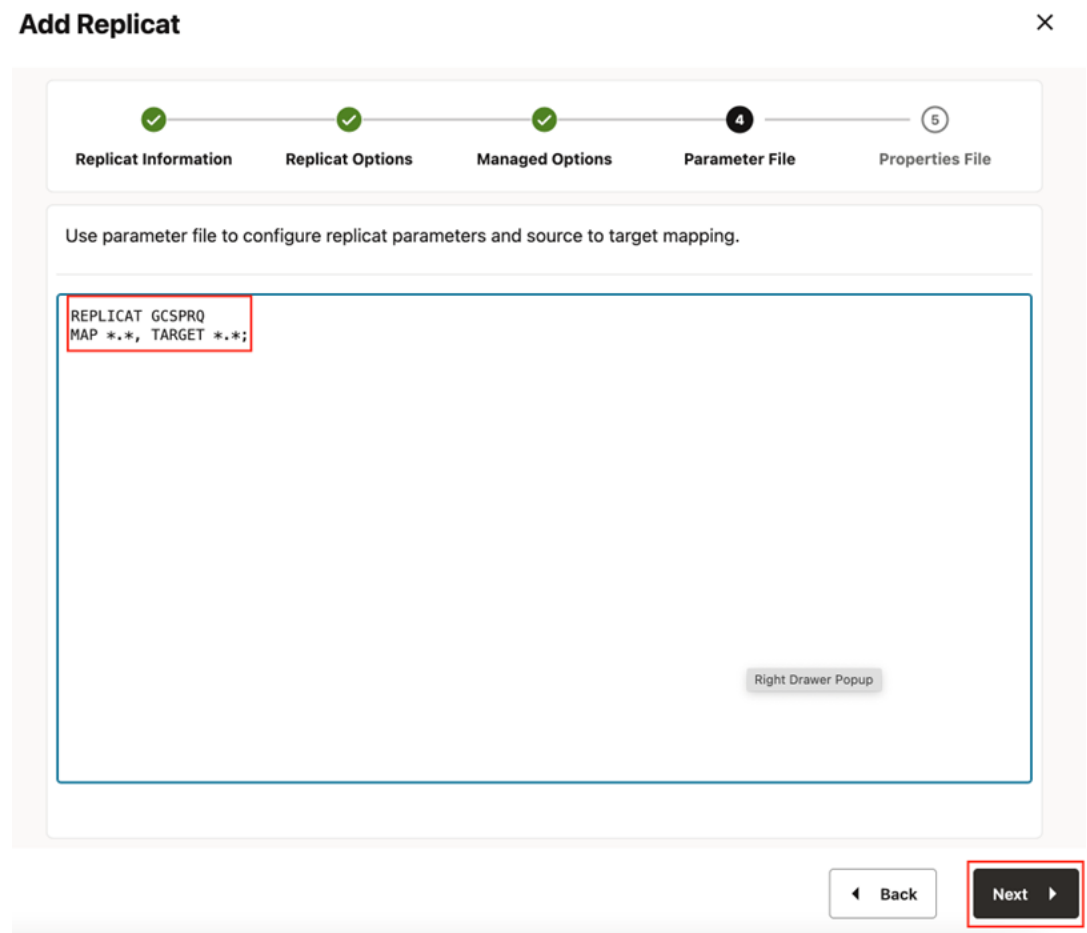 Add Replicat
4
5
Replicat Information
Replicat Options
Managed Options
Parameter File
Properties File
Use parameter file to configure replicat parameters and source to target mapping.
REPLICAT GCSPRQ
MAP *.*, TARGET *.*;
Right Drawer Popup
Back
Next